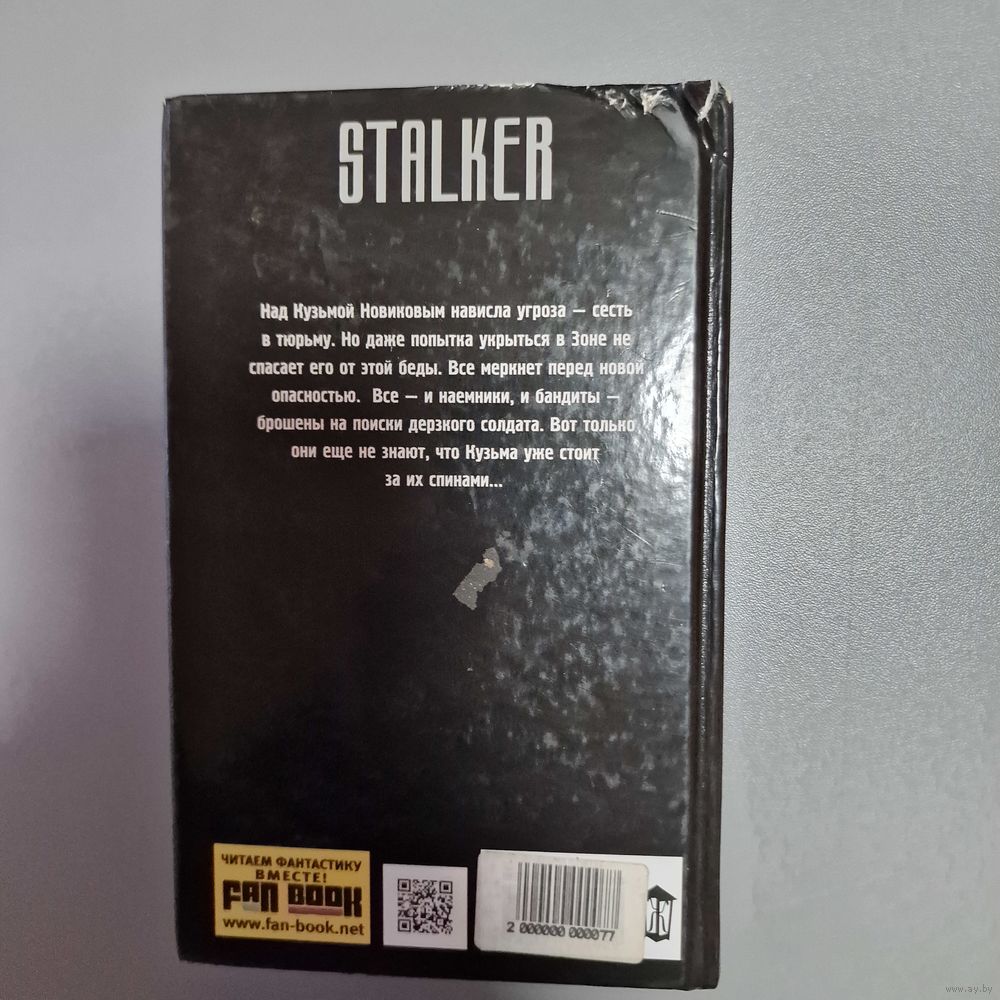 STALKER
Над Кузьмой Новиковым нависла угроза – сесть
в тюрьму. Но даже попытка укрыться в Зоне не
спасает его от этой беды. Все меркнет перед новой
опасностью. Все – и наемники, и бандиты –
брошены на поиски дерзкого солдата. Вот только
они еще не знают, что Кузьма уже стоит
за их спинами...
ЧИТАЕМ ФАНТАСТИКУ
ВМЕСТЕ!
FAN BOOK
www.fan-book.net
2 000000 000077
www.ay.by